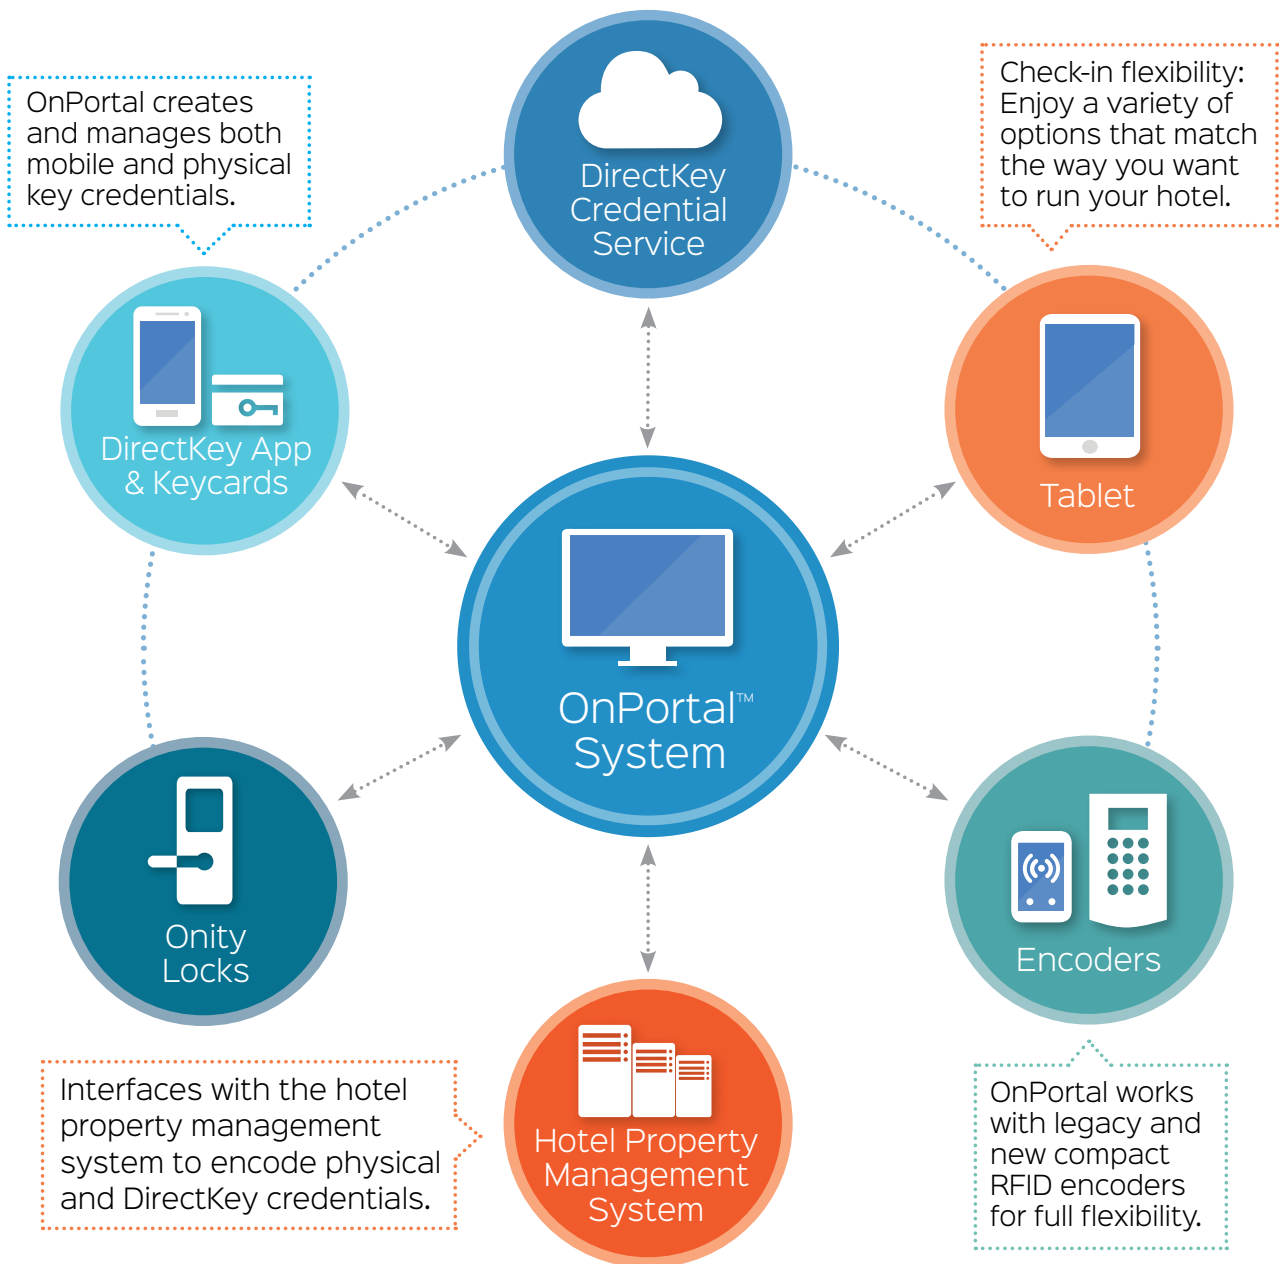 OnPortal creates
and manages both
mobile and physical
key credentials.
DirectKey
Credential
Service
Check-in flexibility:
Enjoy a variety of
options that match
the way you want
to run your hotel.
DirectKey App
& Keycards
Tablet
OnPortal™
System
Onity
Locks
Encoders
Interfaces with the hotel
property management
system to encode physical
and DirectKey credentials.
Hotel Property
Management
System
OnPortal works
with legacy and
new compact
RFID encoders
for full flexibility.